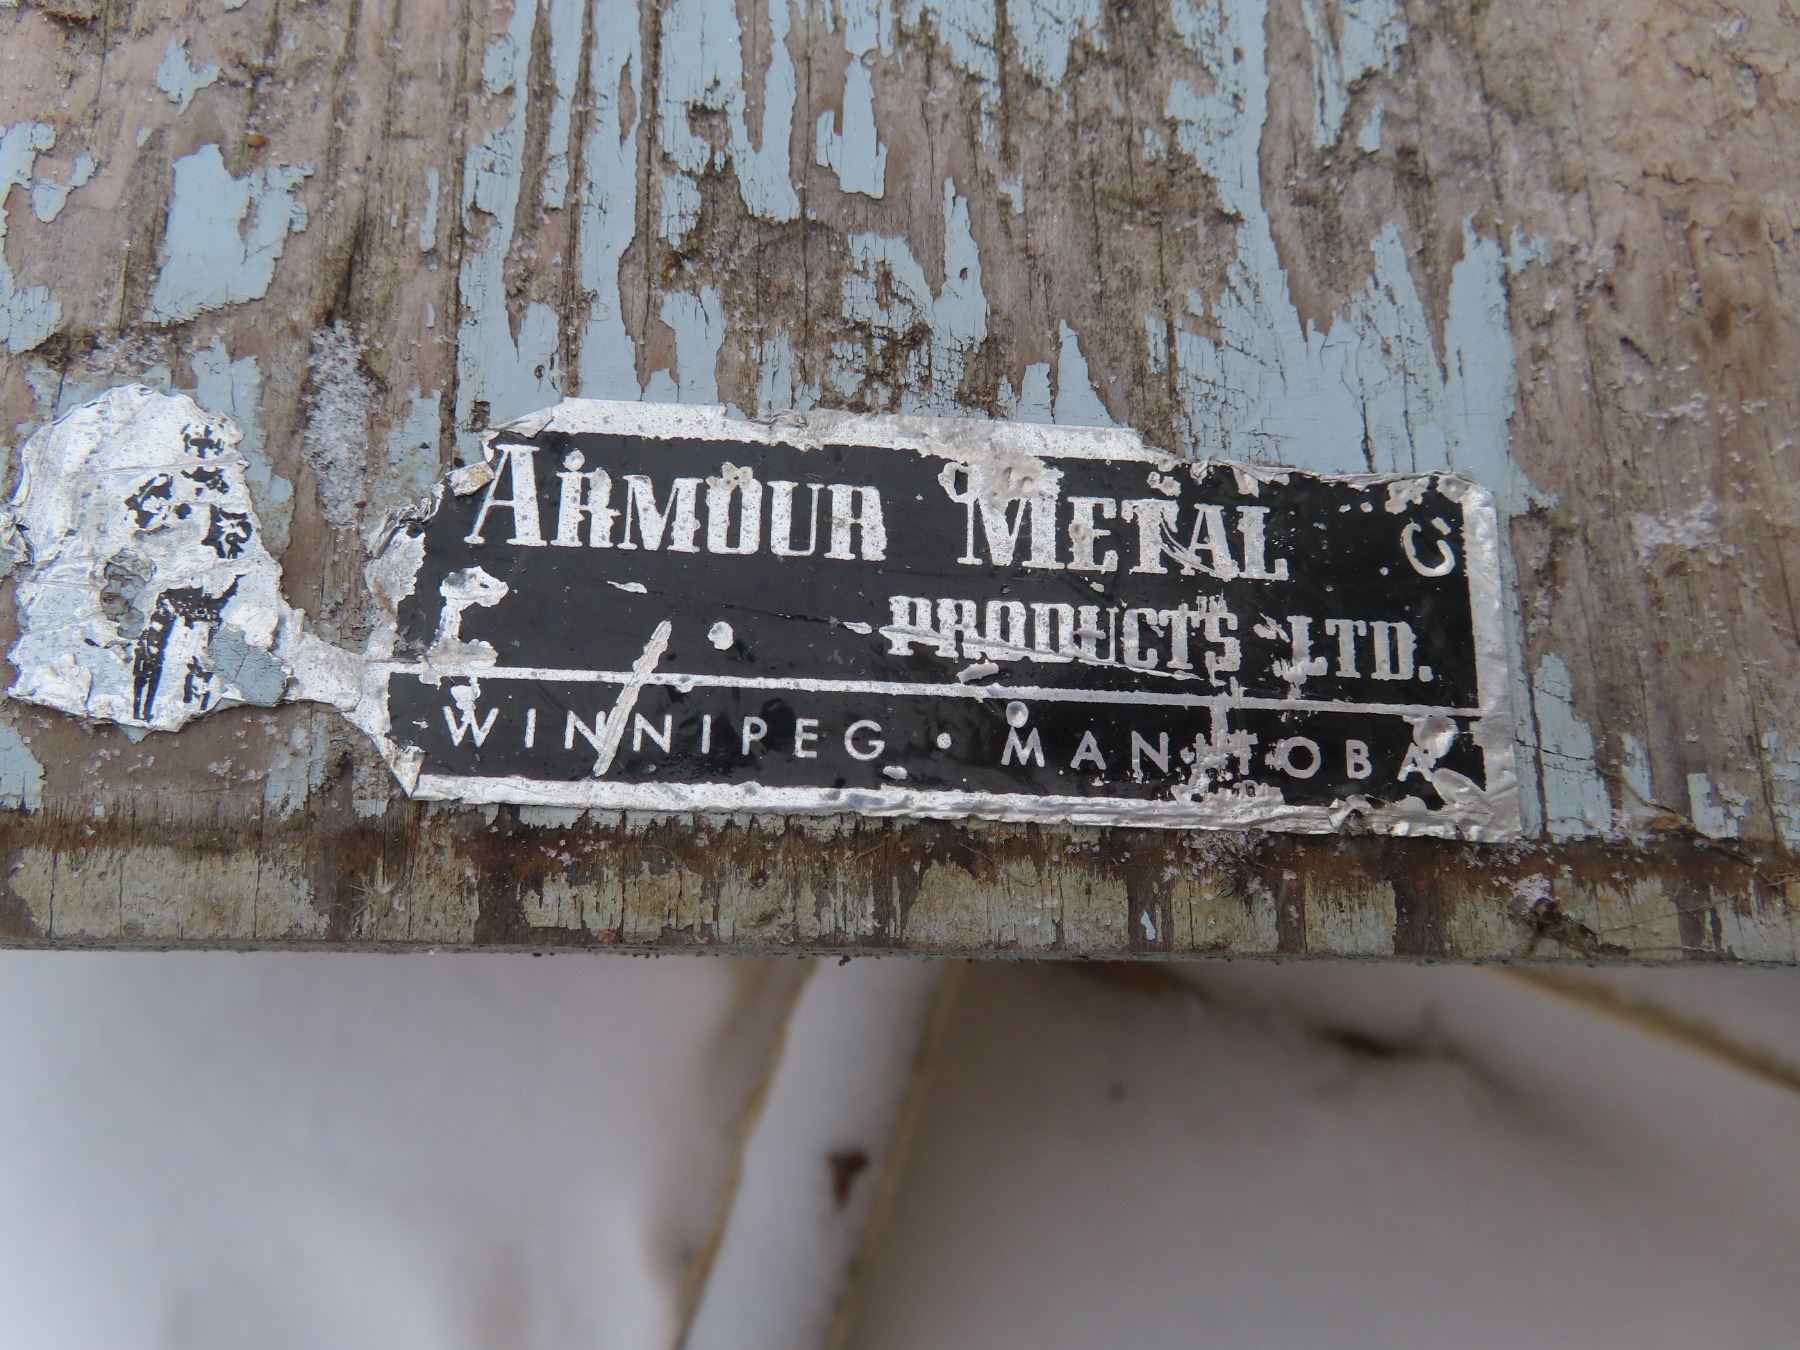 ARMOUR METAL
PRODUCTS LTD.
WINNIPEG • MANITOBA